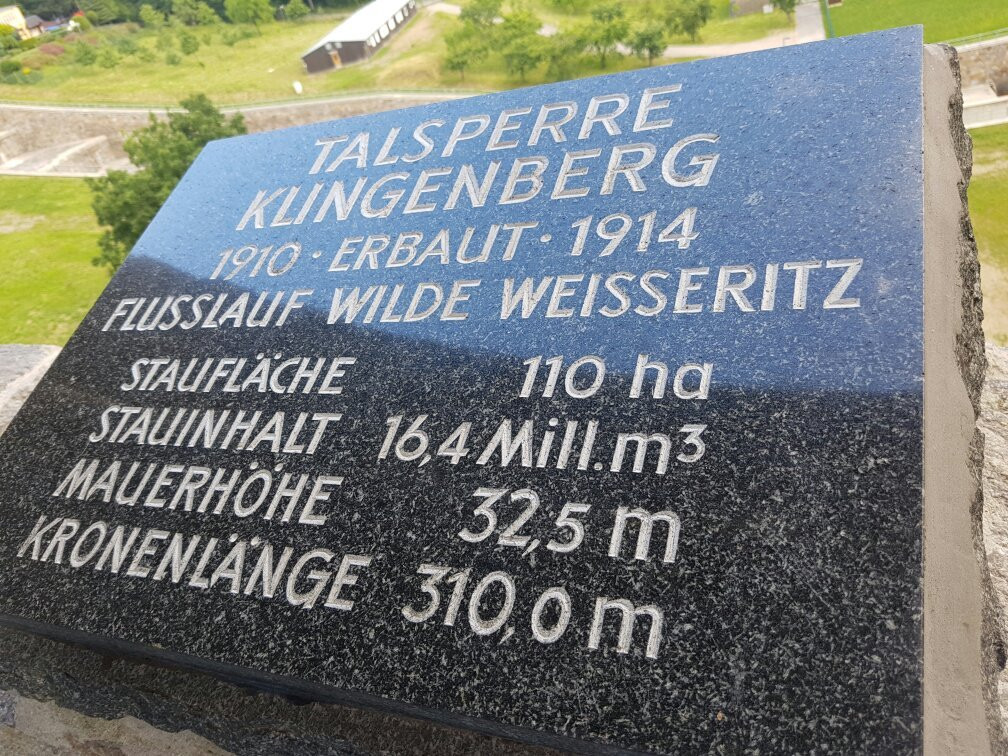 TALSPERRE
KLINGENBERG
1910 · ERBAUT · 1914
FLUSSLAUF WILDE WEISSERITZ
STAUFLÄCHE 110 ha
STAUINHALT 16,4 Mill.m³
MAUERHÖHE 32,5 m
KRONENLÄNGE 310,0 m